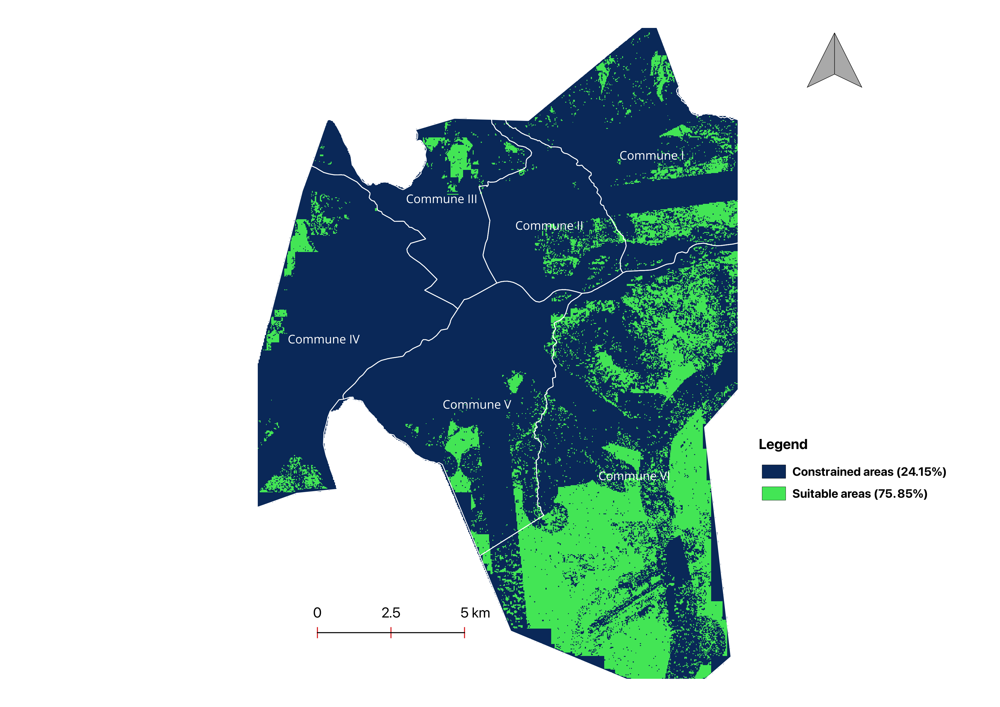 Commune I
Commune III
Commune II
Commune IV
Commune V
Commune VI
Legend
Constrained areas (24.15%)
Suitable areas (75.85%)
0 2.5 5 km